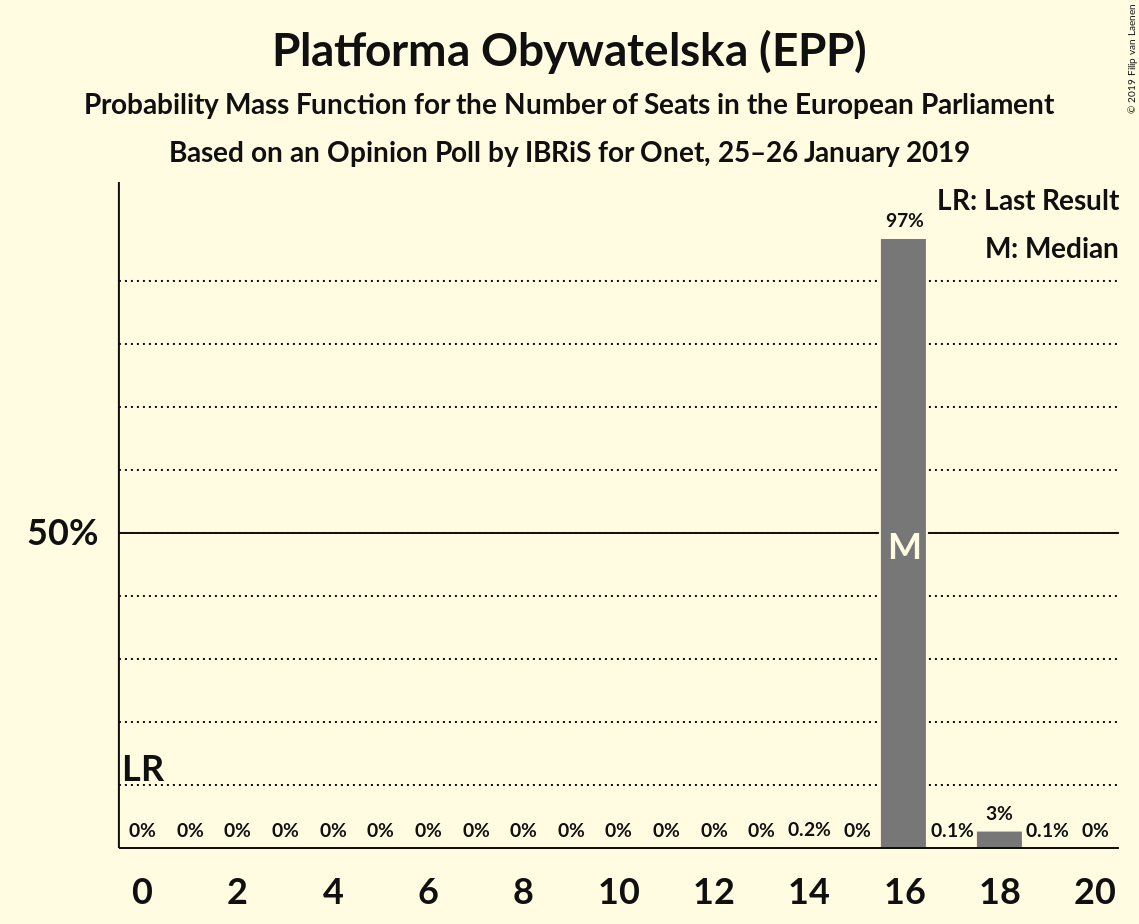 Platforma Obywatelska (EPP)
Probability Mass Function for the Number of Seats in the European Parliament
Based on an Opinion Poll by IBRiS for Onet, 25–26 January 2019
© 2019 Filip van Laenen
LR: Last Result
M: Median
97%
50%
M
LR
0% 0% 0% 0% 0% 0% 0% 0% 0% 0% 0% 0% 0% 0% 0.2% 0% 0.1% 3% 0.1% 0%
0 2 4 6 8 10 12 14 16 18 20